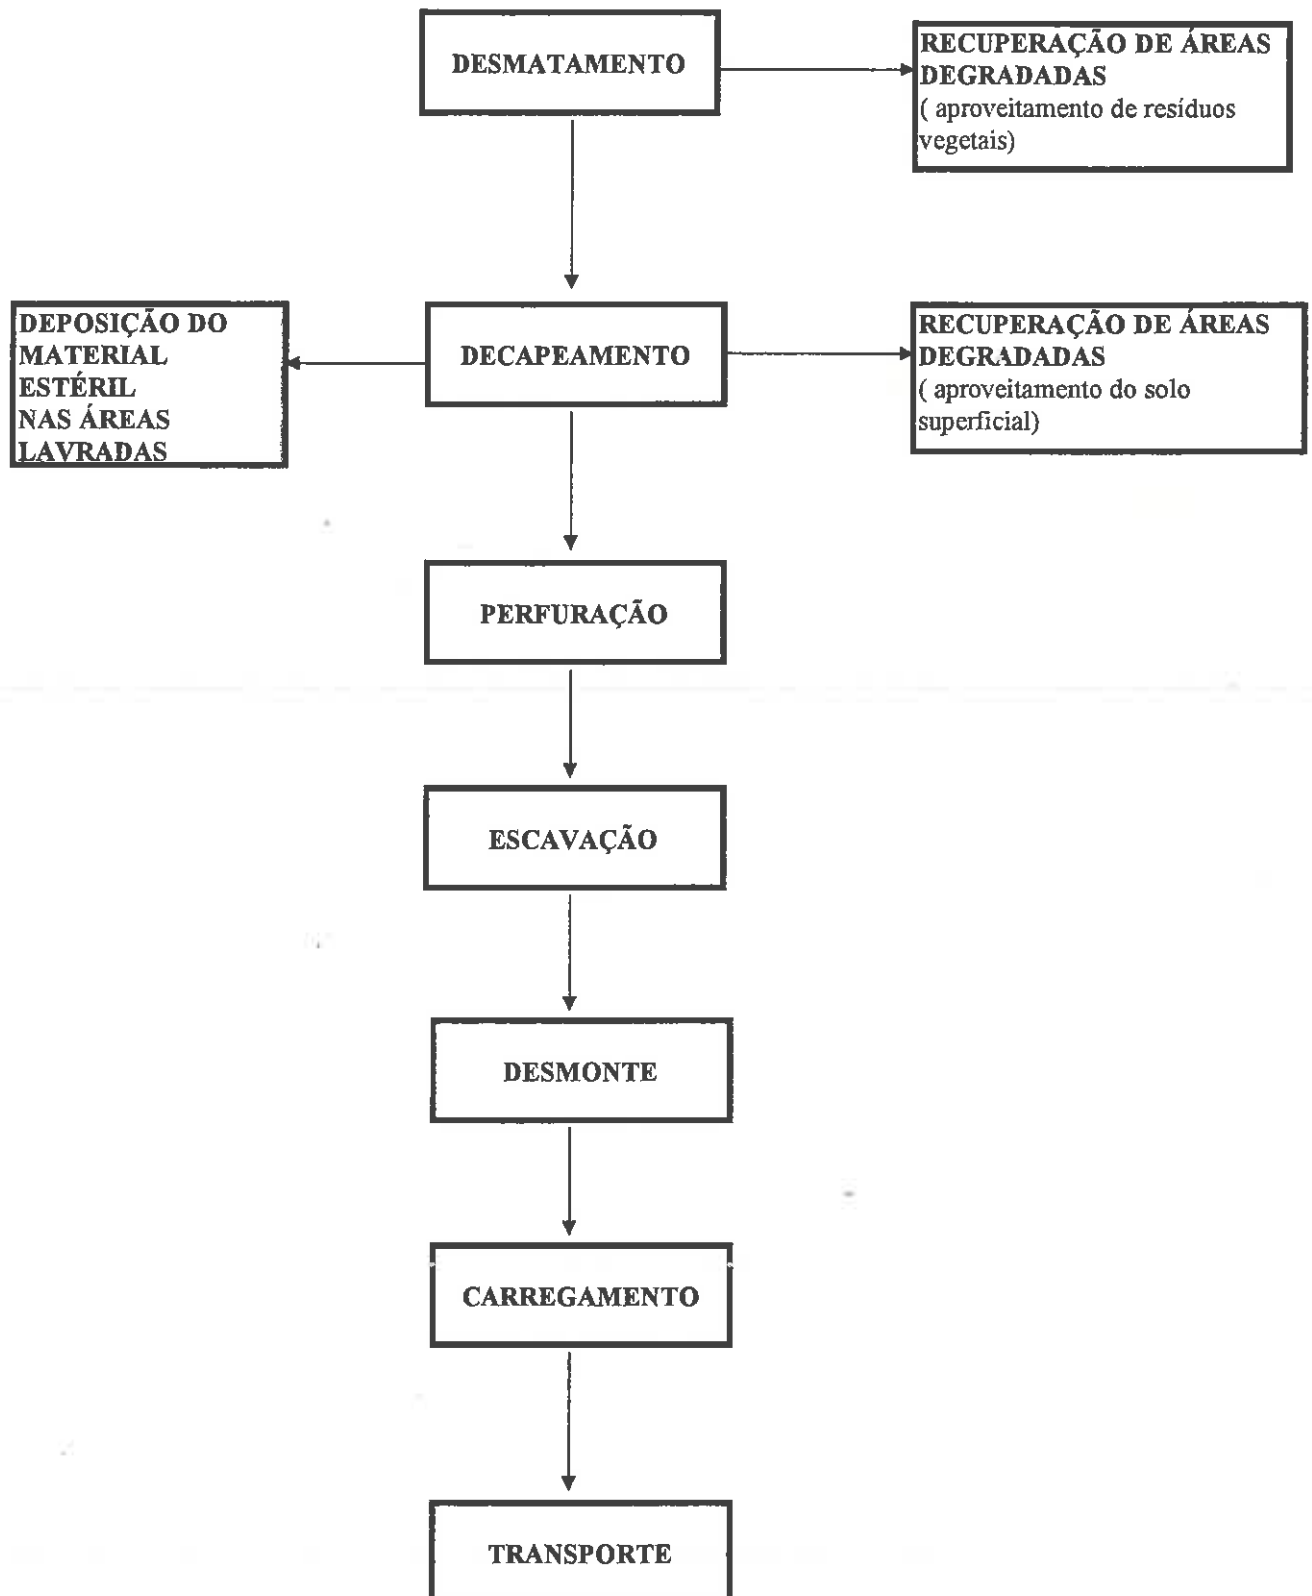 DESMATAMENTO
RECUPERAÇÃO DE ÁREAS
DEGRADADAS
( aproveitamento de resíduos
vegetais)
DEPOSIÇÃO DO
MATERIAL
ESTÉRIL
NAS ÁREAS
LAVRADAS
DECAPEAMENTO
RECUPERAÇÃO DE ÁREAS
DEGRADADAS
( aproveitamento do solo
superficial)
PERFURAÇÃO
ESCAVAÇÃO
DESMONTE
CARREGAMENTO
TRANSPORTE